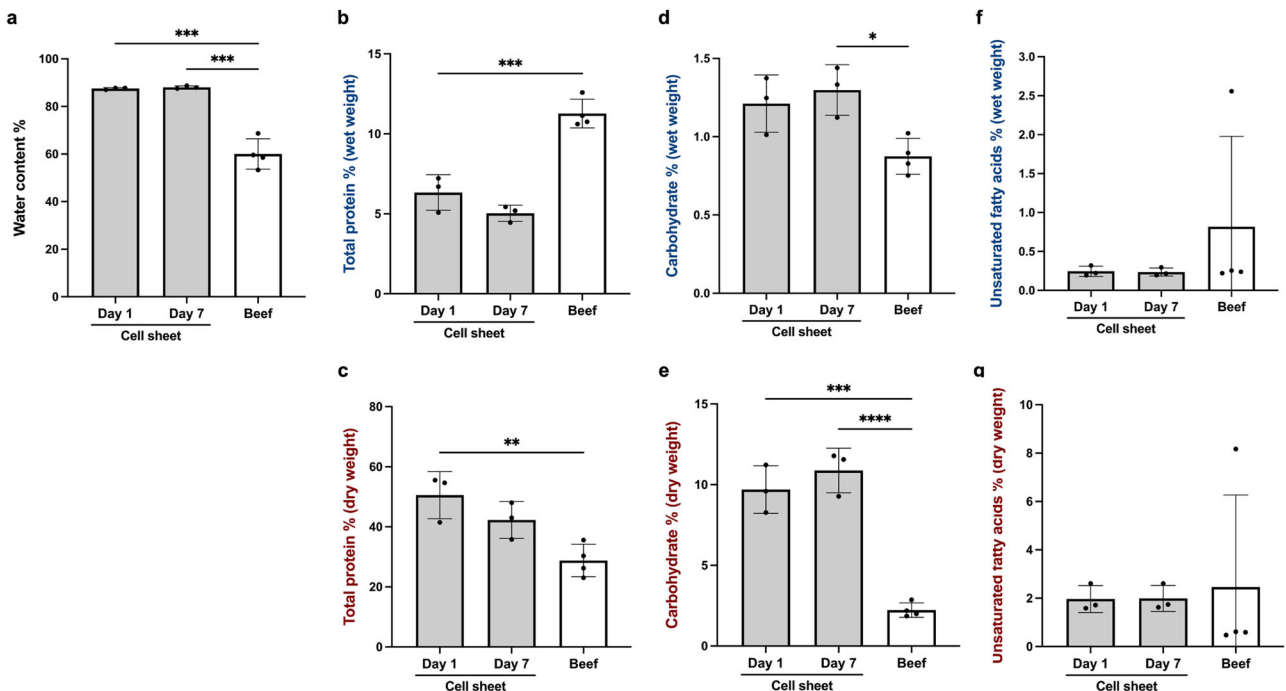 a
Water content %
100
80
60
40
20
0
***
***
Day 1
Day 7
Beef
Cell sheet
b
Total protein % (wet weight)
15
10
5
0
***
Day 1
Day 7
Beef
Cell sheet
d
Carbohydrate % (wet weight)
1.5
1.0
0.5
0.0
*
Day 1
Day 7
Beef
Cell sheet
f
Unsaturated fatty acids % (wet weight)
3.0
2.5
2.0
1.5
1.0
0.5
0.0
Day 1
Day 7
Beef
Cell sheet
c
Total protein % (dry weight)
80
60
40
20
0
**
Day 1
Day 7
Beef
Cell sheet
e
Carbohydrate % (dry weight)
15
10
5
0
***
****
Day 1
Day 7
Beef
Cell sheet
g
Unsaturated fatty acids % (dry weight)
10
8
6
4
2
0
Day 1
Day 7
Beef
Cell sheet